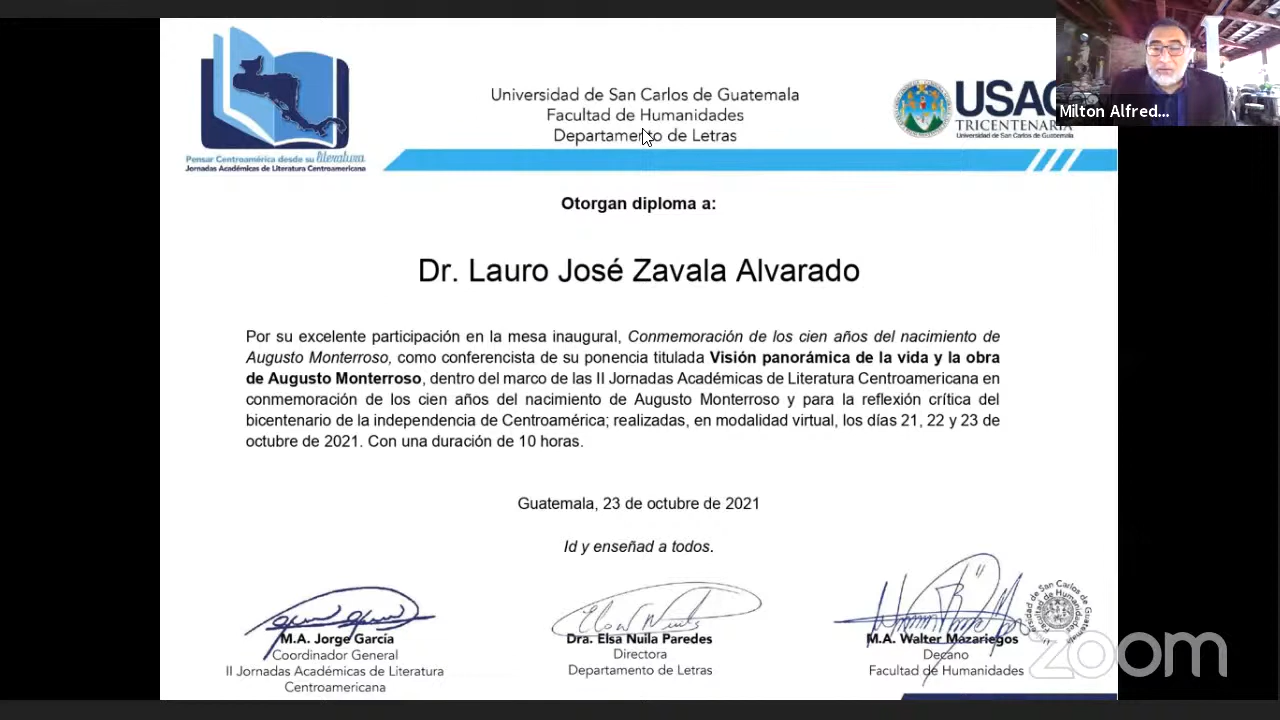 Pensar Centroamérica desde su literatura
Jornadas Académicas de Literatura Centroamericana
Universidad de San Carlos de Guatemala
Facultad de Humanidades
Departamento de Letras
USAC
TRICENTENARIA
Universidad de San Carlos de Guatemala
Milton Alfred...
Otorgan diploma a:
Dr. Lauro José Zavala Alvarado
Por su excelente participación en la mesa inaugural, Conmemoración de los cien años del nacimiento de
Augusto Monterroso, como conferencista de su ponencia titulada Visión panorámica de la vida y la obra
de Augusto Monterroso, dentro del marco de las II Jornadas Académicas de Literatura Centroamericana en
conmemoración de los cien años del nacimiento de Augusto Monterroso y para la reflexión crítica del
bicentenario de la independencia de Centroamérica; realizadas, en modalidad virtual, los días 21, 22 y 23 de
octubre de 2021. Con una duración de 10 horas.
Guatemala, 23 de octubre de 2021
Id y enseñad a todos.
M.A. Jorge García
Coordinador General
II Jornadas Académicas de Literatura
Centroamericana
Elsa Nuila
Dra. Elsa Nuila Paredes
Directora
Departamento de Letras
M.A. Walter Mazariegos
Decano
Facultad de Humanidades
zoom